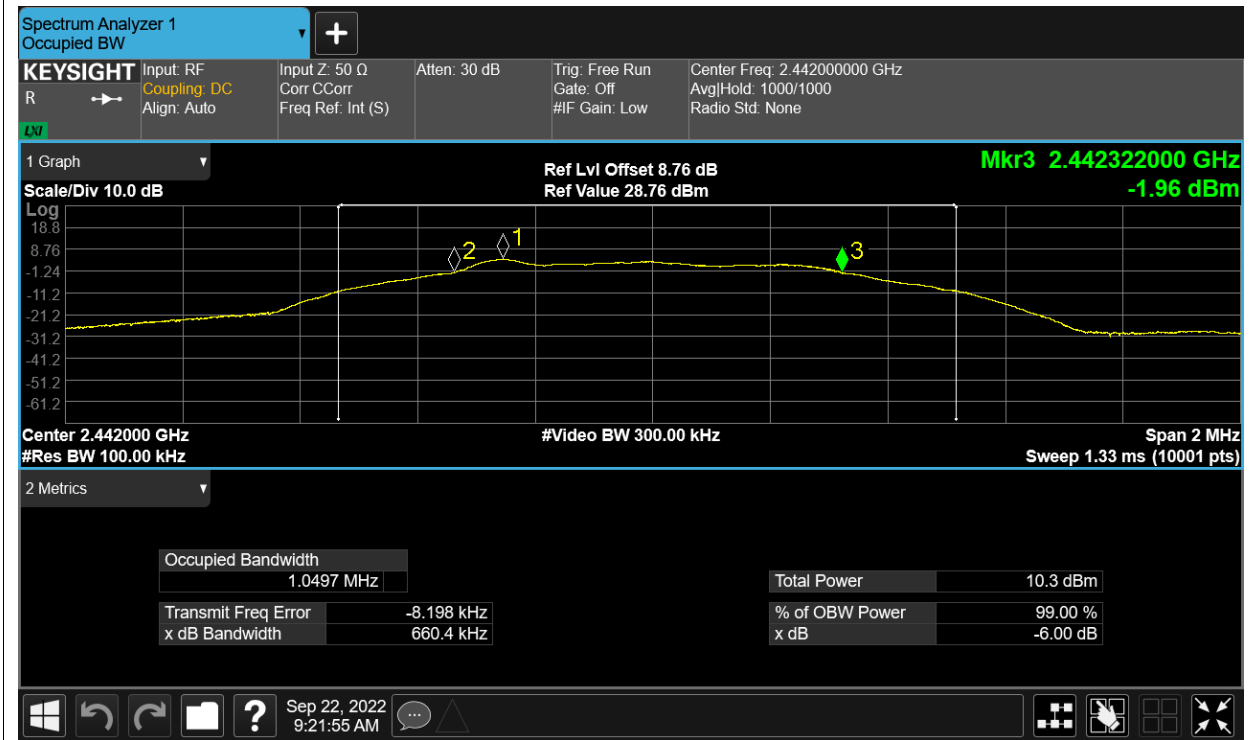 Spectrum Analyzer 1
Occupied BW
+
KEYSIGHT Input: RF Input Z: 50 Ω Atten: 30 dB Trig: Free Run Center Freq: 2.442000000 GHz
R Coupling: DC Corr CCorr Gate: Off Avg|Hold: 1000/1000
Align: Auto Freq Ref: Int (S) #IF Gain: Low Radio Std: None
LXI
1 Graph
Ref Lvl Offset 8.76 dB Mkr3 2.442322000 GHz
Scale/Div 10.0 dB Ref Value 28.76 dBm -1.96 dBm
Log
18.8
8.76
-1.24
-11.2
-21.2
-31.2
-41.2
-51.2
-61.2
2 1 3
Center 2.442000 GHz #Video BW 300.00 kHz Span 2 MHz
#Res BW 100.00 kHz Sweep 1.33 ms (10001 pts)
2 Metrics
Occupied Bandwidth
1.0497 MHz Total Power 10.3 dBm
Transmit Freq Error -8.198 kHz % of OBW Power 99.00 %
x dB Bandwidth 660.4 kHz x dB -6.00 dB
? Sep 22, 2022
9:21:55 AM